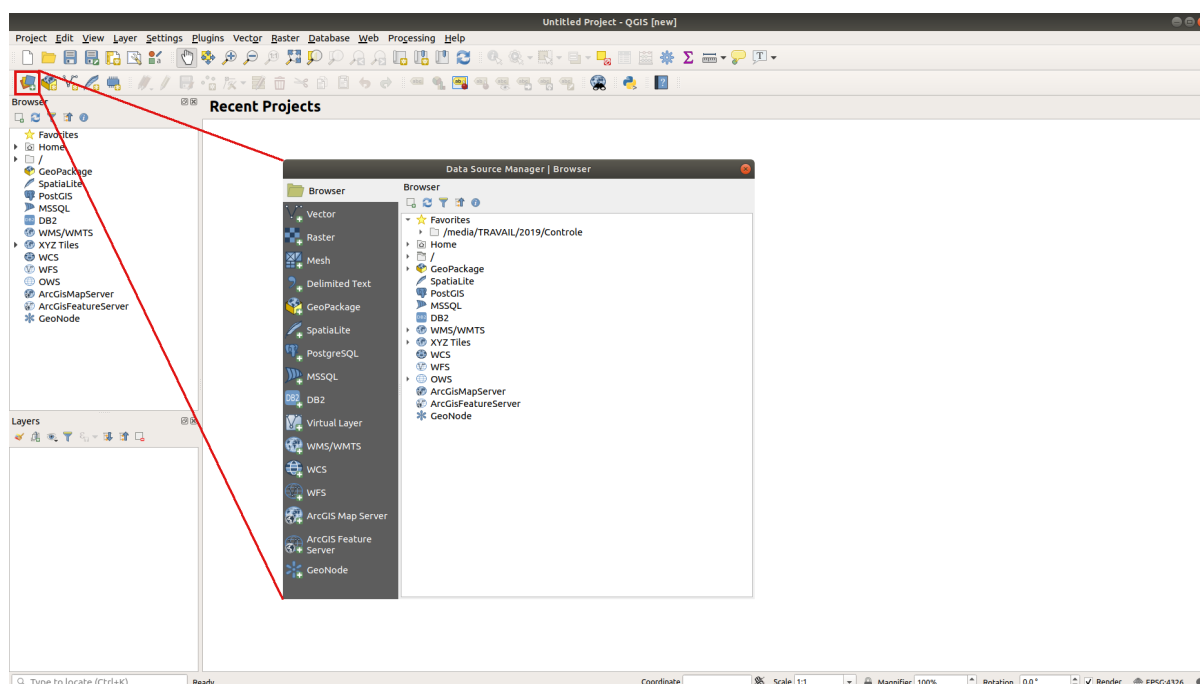 Untitled Project - QGIS [new]
Project Edit View Layer Settings Plugins Vector Raster Database Web Processing Help
Browser
Favorites
Home
/
GeoPackage
SpatiaLite
PostGIS
MSSQL
DB2
WMS/WMTS
XYZ Tiles
WCS
WFS
OWS
ArcGisMapServer
ArcGisFeatureServer
GeoNode
Layers
Recent Projects
Data Source Manager | Browser
Browser
Vector
Raster
Mesh
Delimited Text
GeoPackage
SpatiaLite
PostgreSQL
MSSQL
DB2
DB2
Virtual Layer
WMS/WMTS
WCS
WFS
ArcGIS Map Server
ArcGIS Feature
Server
GeoNode
Browser
Favorites
/media/TRAVAIL/2019/Controle
Home
/
GeoPackage
SpatiaLite
PostGIS
MSSQL
DB2
WMS/WMTS
XYZ Tiles
WCS
WFS
OWS
ArcGisMapServer
ArcGisFeatureServer
GeoNode
Type to locate (Ctrl+K) Ready Coordinate Scale 1:1 Magnifier 100% Rotation 0.0 ° Render EPSG:4326